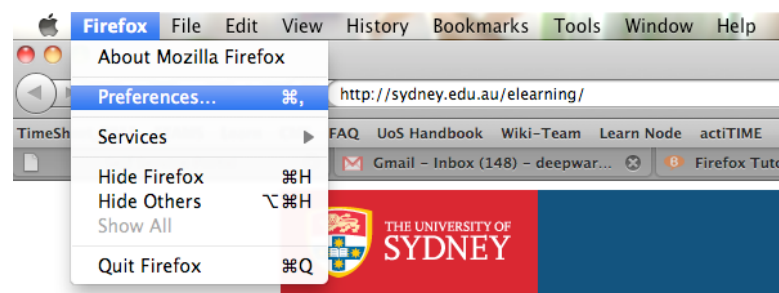 Firefox File Edit View History Bookmarks Tools Window Help
About Mozilla Firefox
Preferences... ⌘,
http://sydney.edu.au/elearning/
TimeSh
Services ▶
FAQ UoS Handbook Wiki-Team Learn Node actiTIME
Gmail - Inbox (148) - deepwar...
Firefox Tuto
Hide Firefox ⌘H
Hide Others ⌥⌘H
Show All
Quit Firefox ⌘Q
THE UNIVERSITY OF
SYDNEY